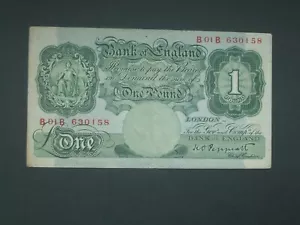 B01B 630158
Bank of England
I Promise to pay the Bearer
on Demand the Sum of
One Pound
1
LONDON
B01B 630158
For the Gov.r and Comp.a of the
BANK OF ENGLAND
£One
K.O. Peppiatt
Chief Cashier